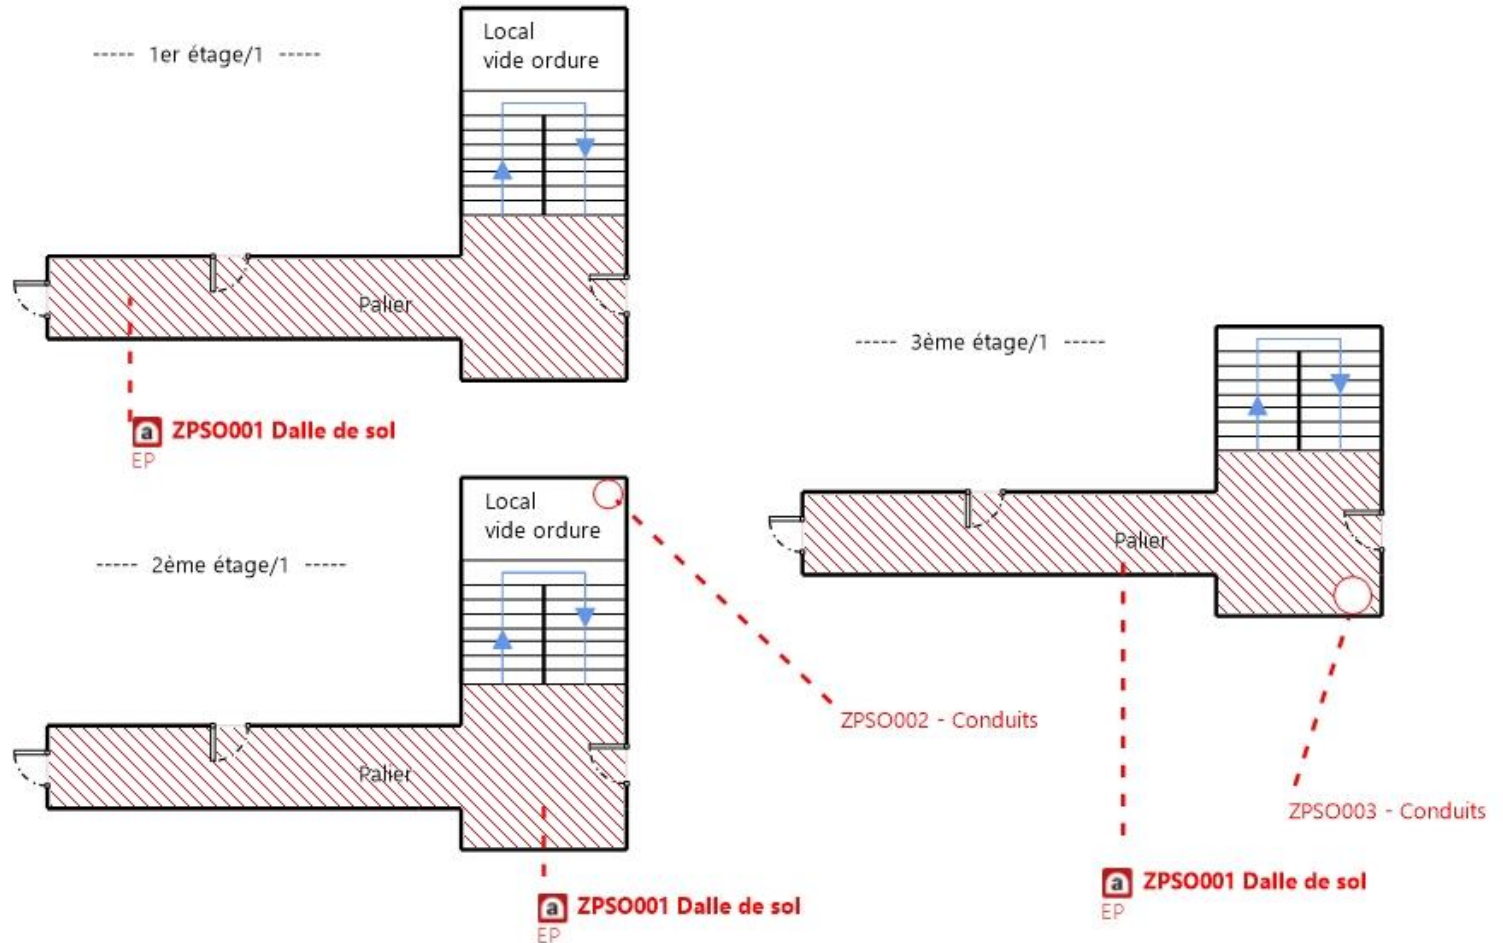 ----- 1er étage/1 -----
Local
vide ordure
Palier
a ZPSO001 Dalle de sol
EP
----- 2ème étage/1 -----
Local
vide ordure
Palier
ZPSO002 - Conduits
a ZPSO001 Dalle de sol
EP
----- 3ème étage/1 -----
Palier
ZPSO003 - Conduits
a ZPSO001 Dalle de sol
EP